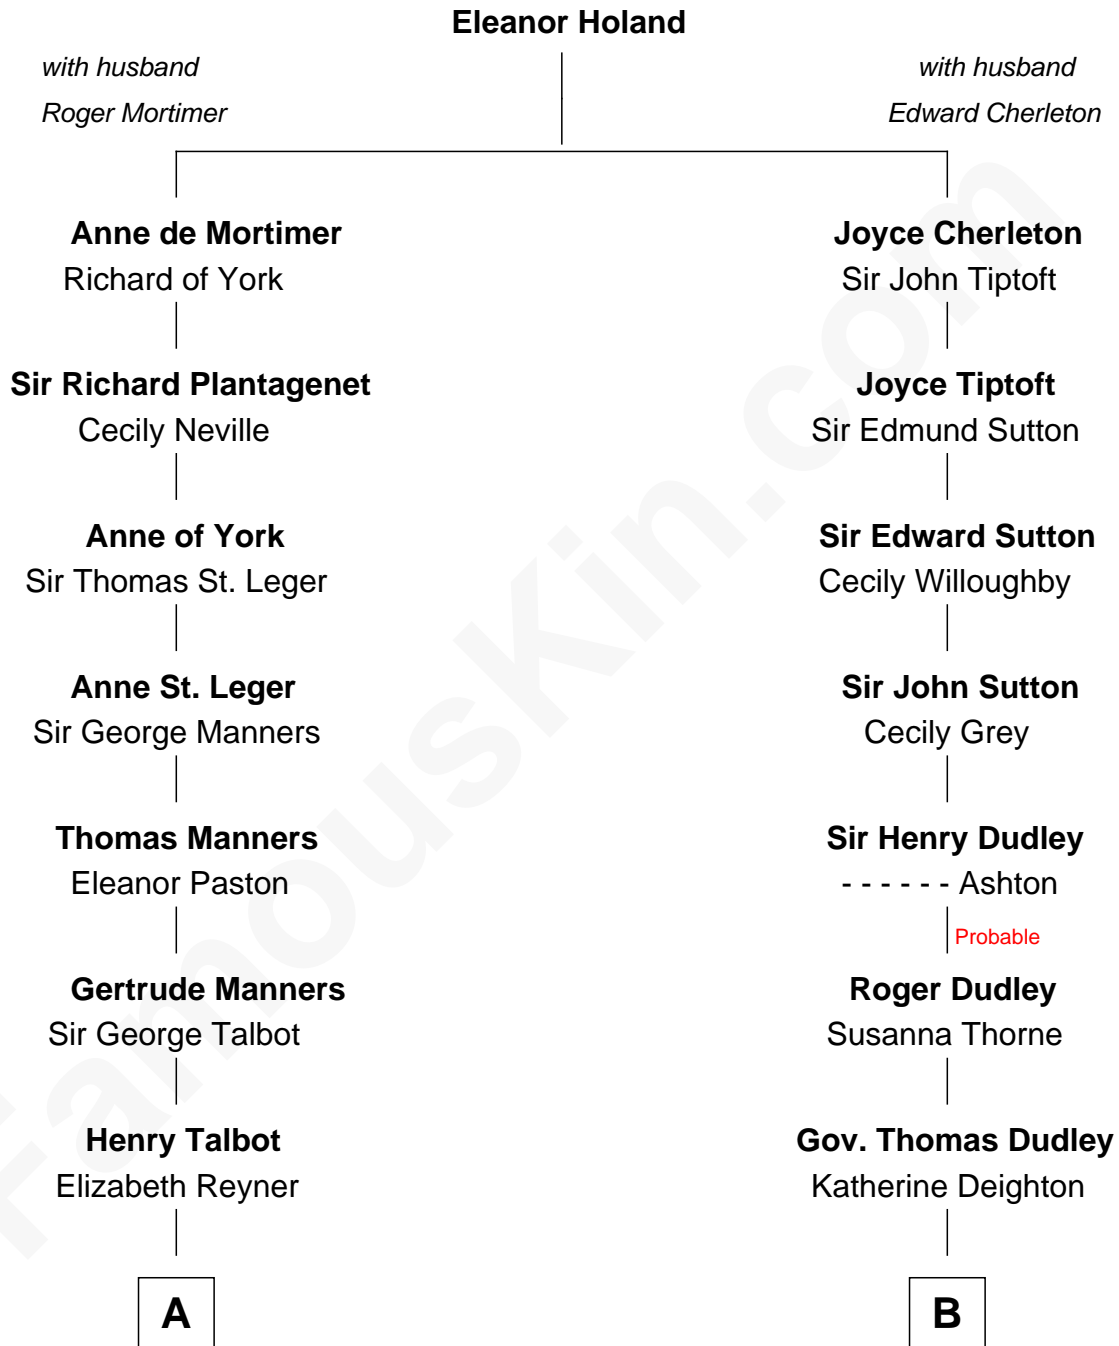 Eleanor Holand
with husband
Roger Mortimer
with husband
Edward Cherleton
Anne de Mortimer
Richard of York
Joyce Cherleton
Sir John Tiptoft
Sir Richard Plantagenet
Cecily Neville
Joyce Tiptoft
Sir Edmund Sutton
Anne of York
Sir Thomas St. Leger
Sir Edward Sutton
Cecily Willoughby
Anne St. Leger
Sir George Manners
Sir John Sutton
Cecily Grey
Thomas Manners
Eleanor Paston
Sir Henry Dudley
- - - - - - Ashton
Probable
Gertrude Manners
Sir George Talbot
Roger Dudley
Susanna Thorne
Henry Talbot
Elizabeth Reyner
Gov. Thomas Dudley
Katherine Deighton
A
B
FamousKin.com